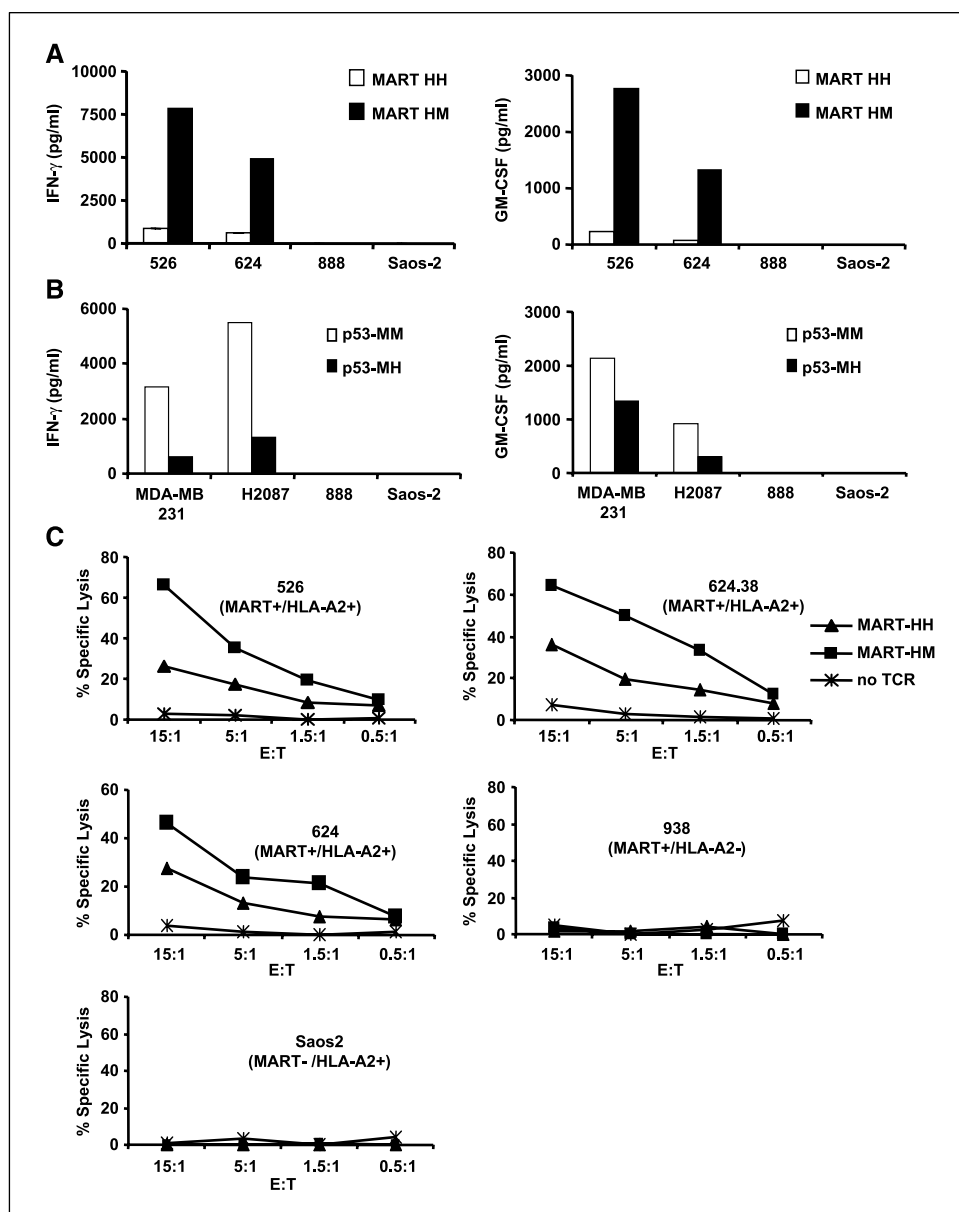 A
10000
7500
5000
2500
0
IFN-γ (pg/ml)
MART HH
MART HM
526 624 888 Saos-2
3000
2000
1000
0
GM-CSF (pg/ml)
MART HH
MART HM
526 624 888 Saos-2
B
6000
4000
2000
0
IFN-γ (pg/ml)
p53-MM
p53-MH
MDA-MB H2087 888 Saos-2
231
3000
2000
1000
0
GM-CSF (pg/ml)
p53-MM
p53-MH
MDA-MB H2087 888 Saos-2
231
C
80
60
40
20
0
% Specific Lysis
526
(MART+/HLA-A2+)
15:1 5:1 1.5:1 0.5:1
E:T
80
60
40
20
0
% Specific Lysis
624.38
(MART+/HLA-A2+)
15:1 5:1 1.5:1 0.5:1
E:T
MART-HH
MART-HM
no TCR
60
40
20
0
% Specific Lysis
624
(MART+/HLA-A2+)
15:1 5:1 1.5:1 0.5:1
E:T
80
60
40
20
0
% Specific Lysis
938
(MART+/HLA-A2-)
15:1 5:1 1.5:1 0.5:1
E:T
80
60
40
20
0
% Specific Lysis
Saos2
(MART- /HLA-A2+)
15:1 5:1 1.5:1 0.5:1
E:T